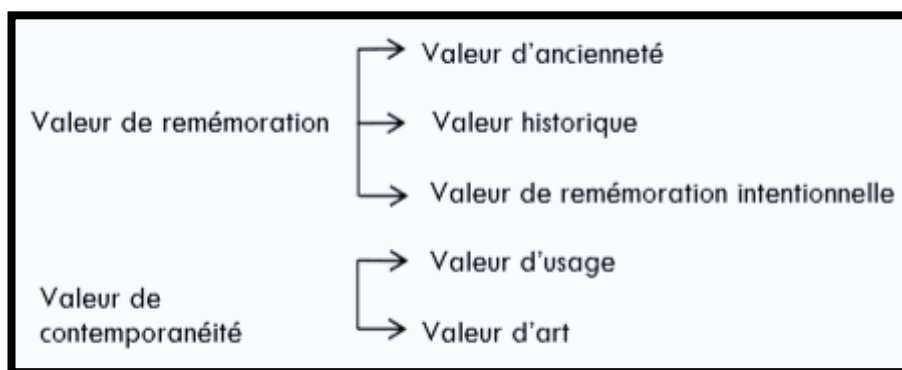 Valeur d'ancienneté
Valeur de remémoration
Valeur historique
Valeur de remémoration intentionnelle
Valeur d'usage
Valeur de
contemporanéité
Valeur d'art